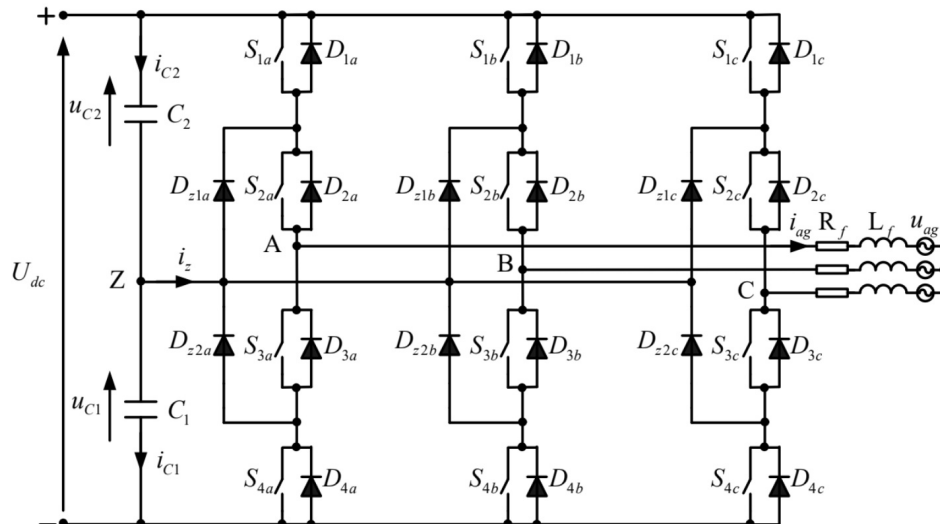 +
S1a D1a S1b D1b S1c D1c
iC2
uC2 C2
Dz1a S2a D2a Dz1b S2b D2b Dz1c S2c D2c
iag Rf Lf uag
A
B
Udc Z iz
C
Dz2a S3a D3a Dz2b S3b D3b Dz2c S3c D3c
uC1 C1
iC1
S4a D4a S4b D4b S4c D4c
−